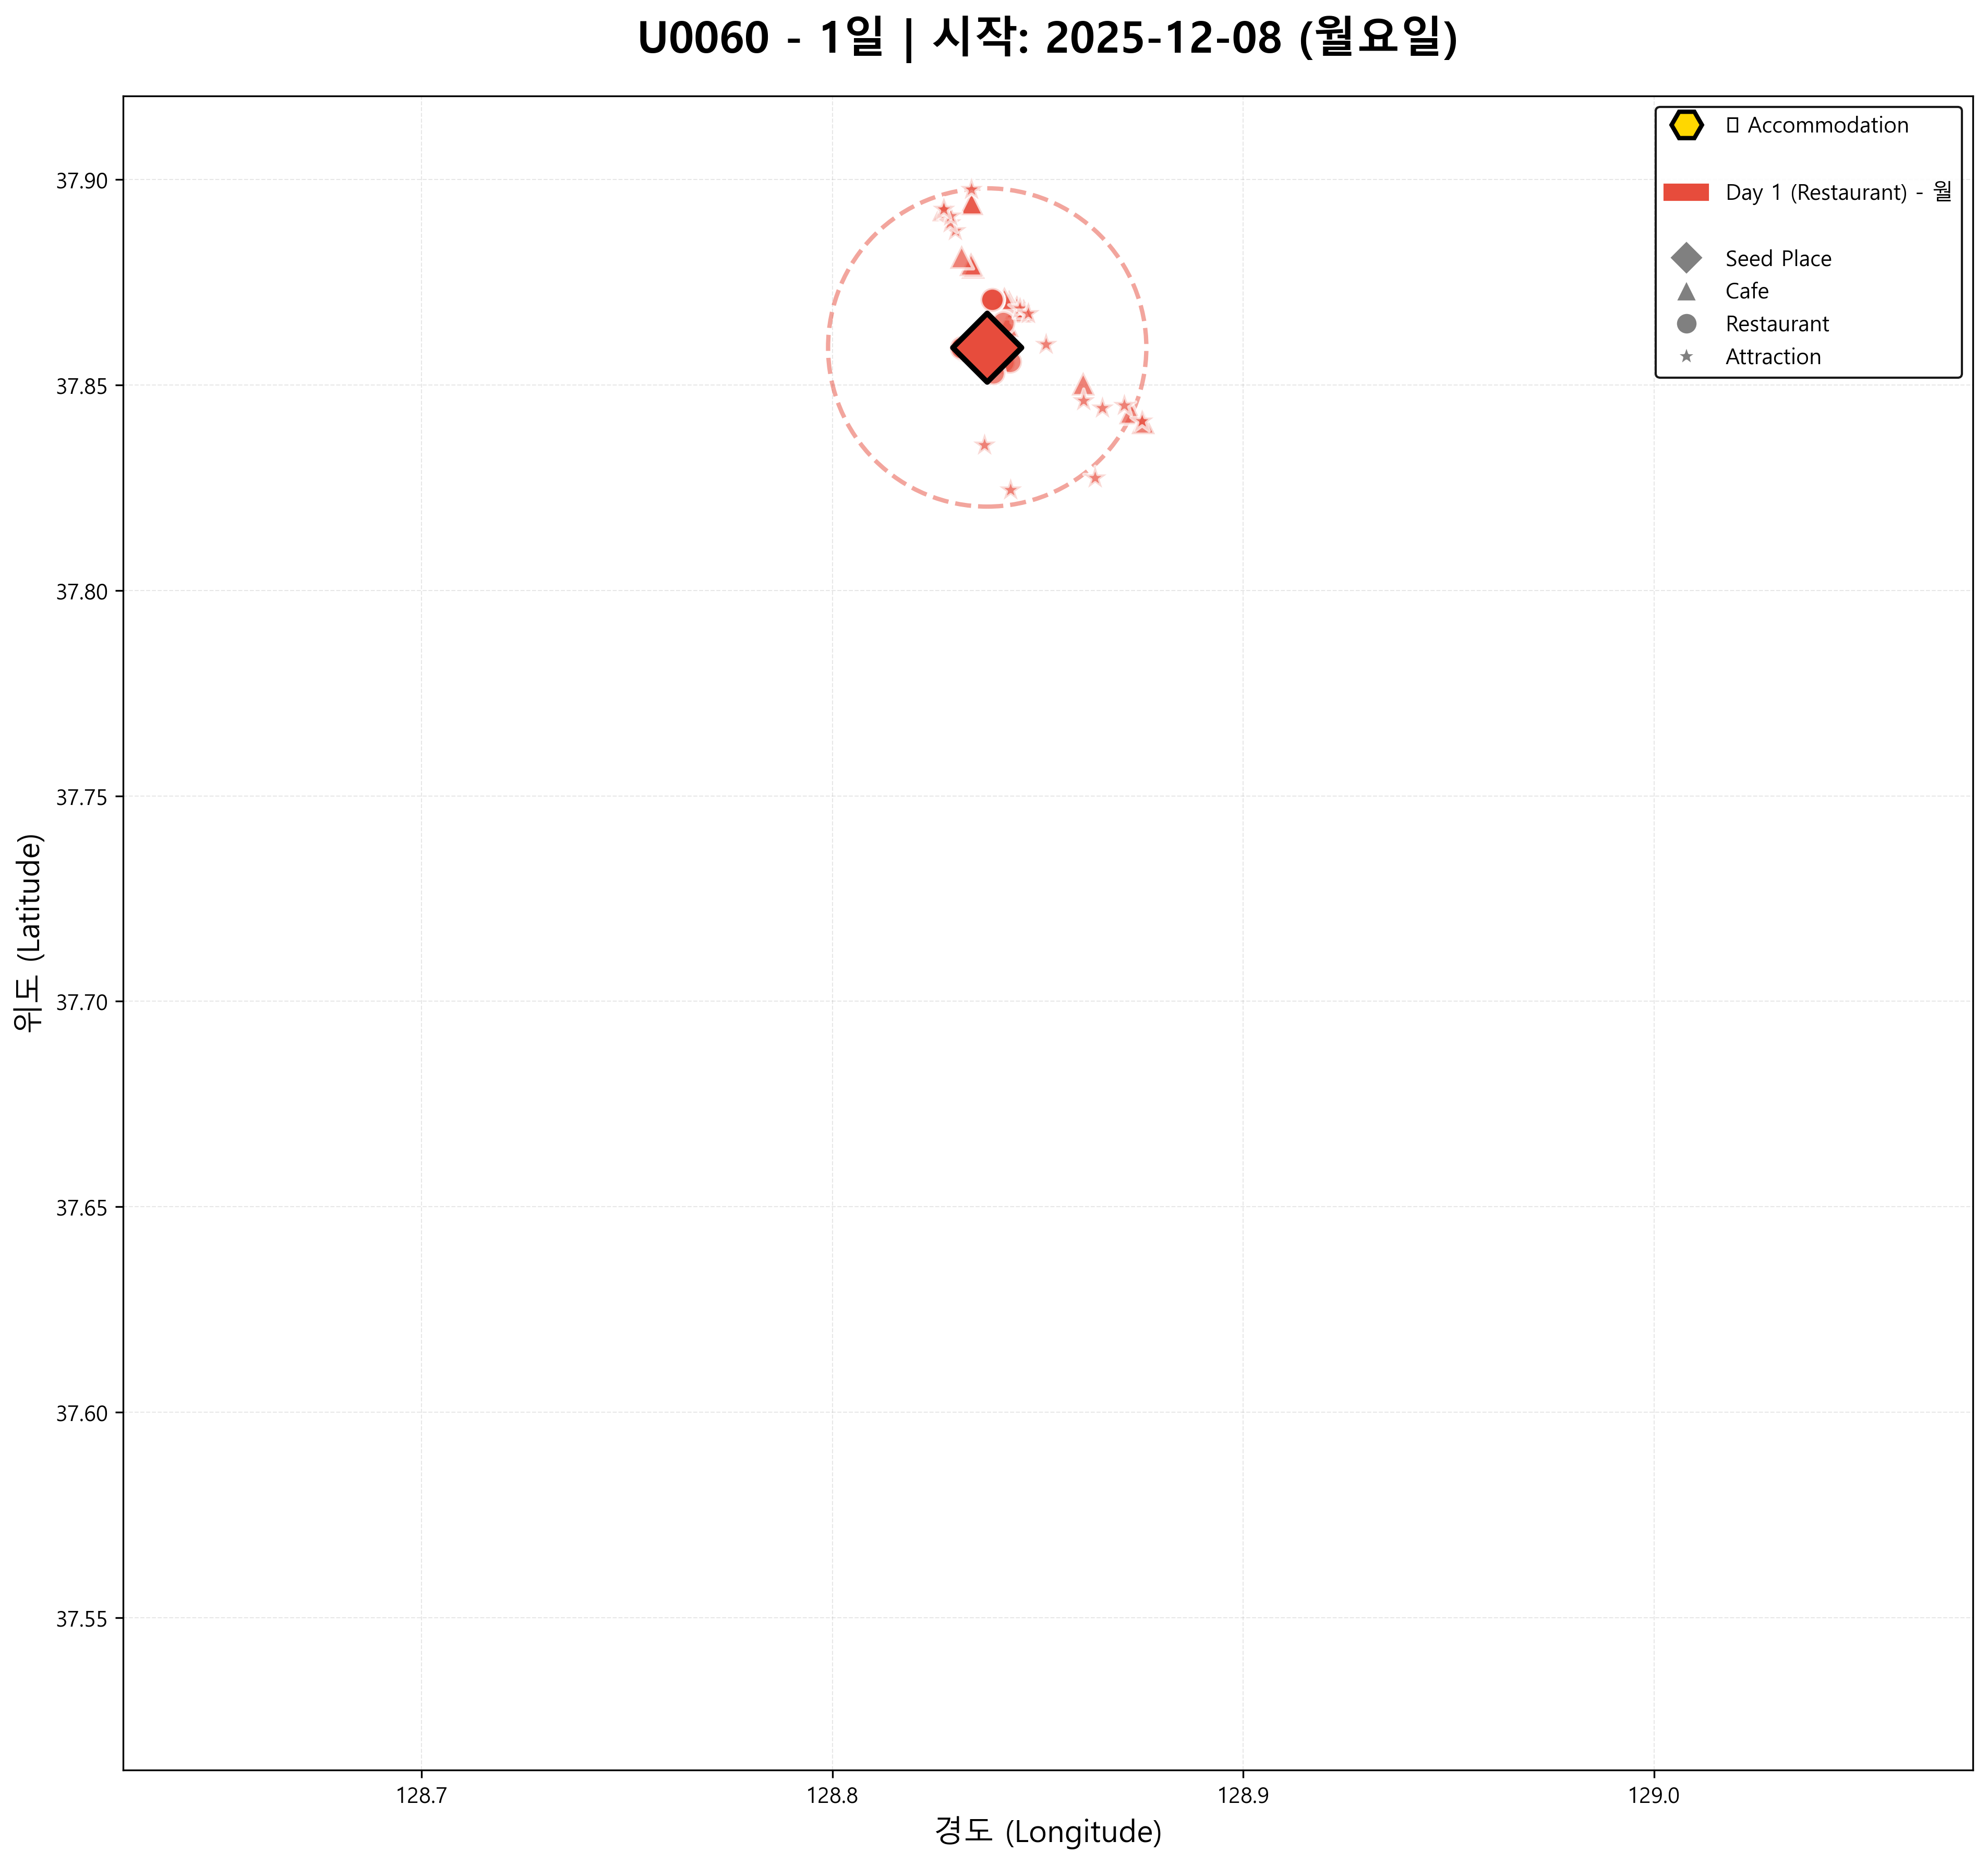 U0060 - 1일 | 시작: 2025-12-08 (월요일)
▯ Accommodation
Day 1 (Restaurant) - 월
Seed Place
Cafe
Restaurant
Attraction
위도 (Latitude)
37.90
37.85
37.80
37.75
37.70
37.65
37.60
37.55
128.7
128.8
128.9
129.0
경도 (Longitude)